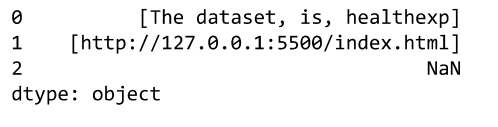 0 [The dataset, is, healthexp]
1 [http://127.0.0.1:5500/index.html]
2 NaN
dtype: object